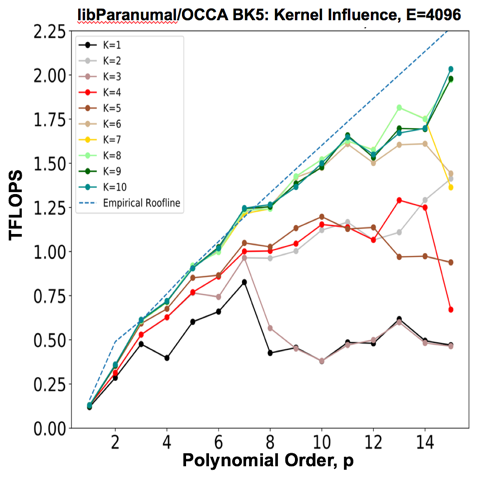 libParanumal/OCCA BK5: Kernel Influence, E=4096
2.25
2.00
1.75
1.50
1.25
1.00
0.75
0.50
0.25
0.00
TFLOPS
K=1
K=2
K=3
K=4
K=5
K=6
K=7
K=8
K=9
K=10
Empirical Roofline
2 4 6 8 10 12 14
Polynomial Order, p